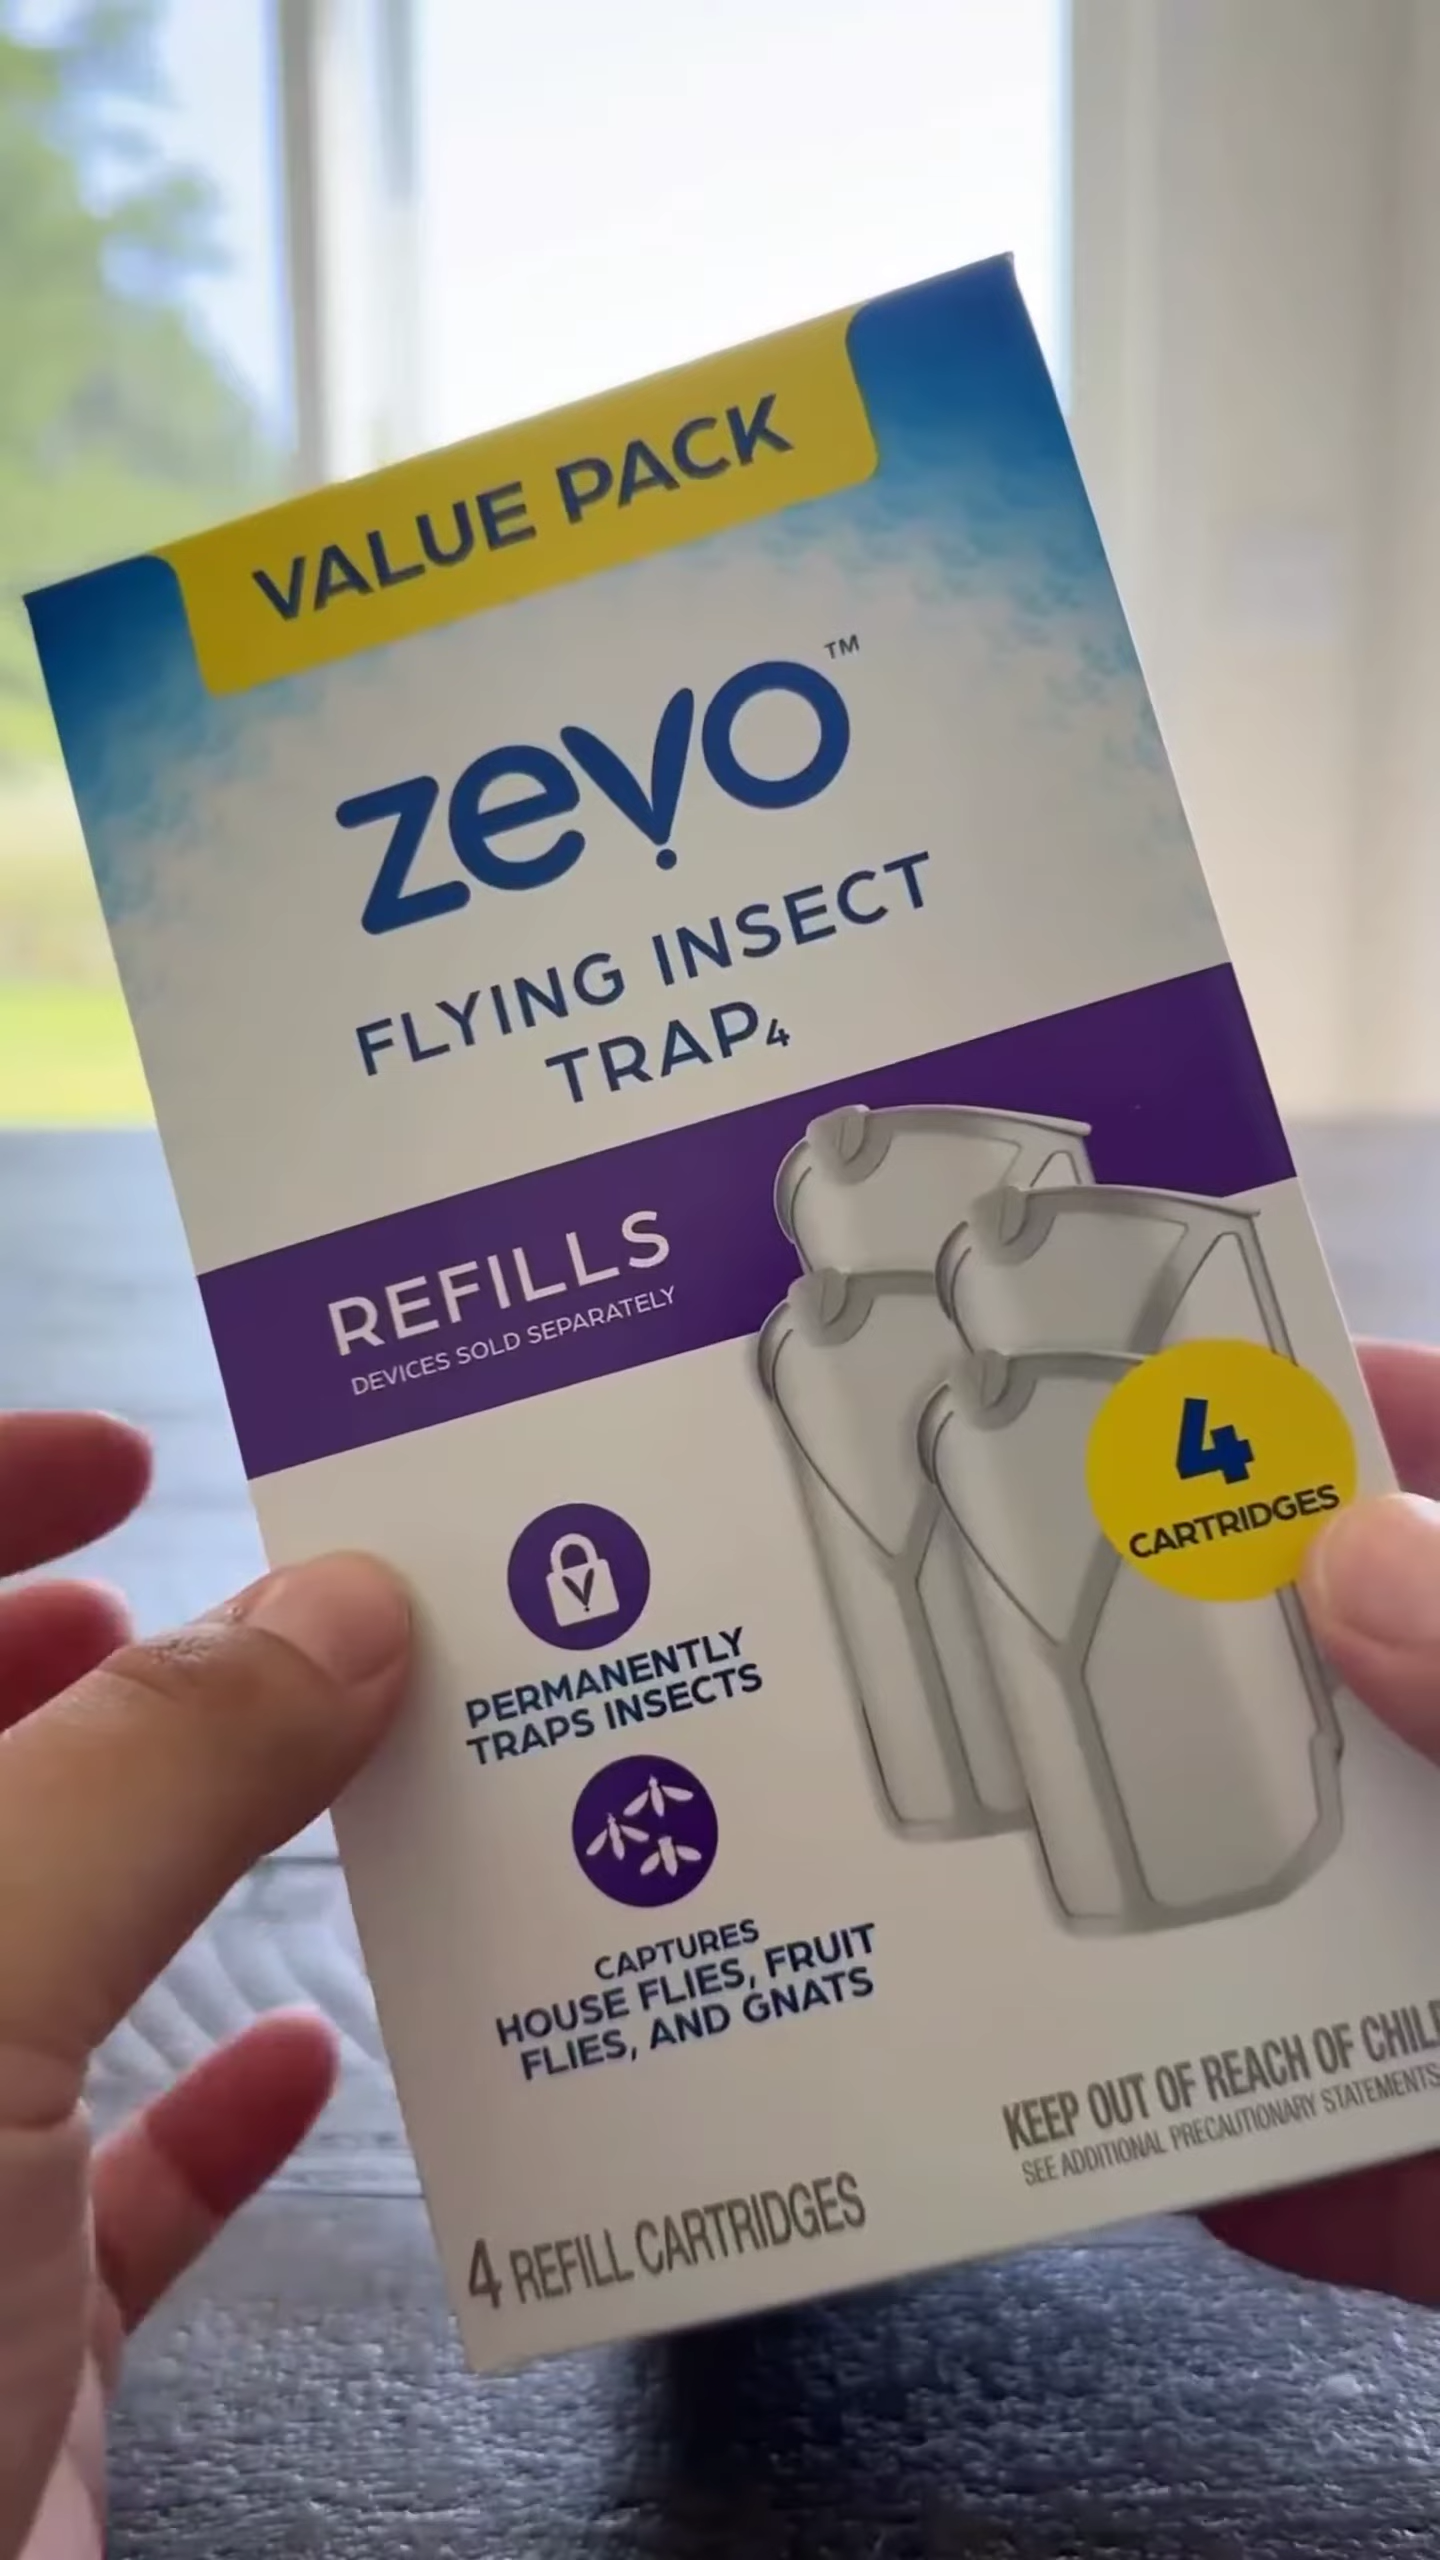 VALUE PACK
zevo™
FLYING INSECT
TRAP4
REFILLS
DEVICES SOLD SEPARATELY
4
CARTRIDGES
PERMANENTLY
TRAPS INSECTS
CAPTURES
HOUSE FLIES, FRUIT
FLIES, AND GNATS
KEEP OUT OF REACH OF
SEE ADDITIONAL PRECAUTIONARY STATEMENTS
4 REFILL CARTRIDGES